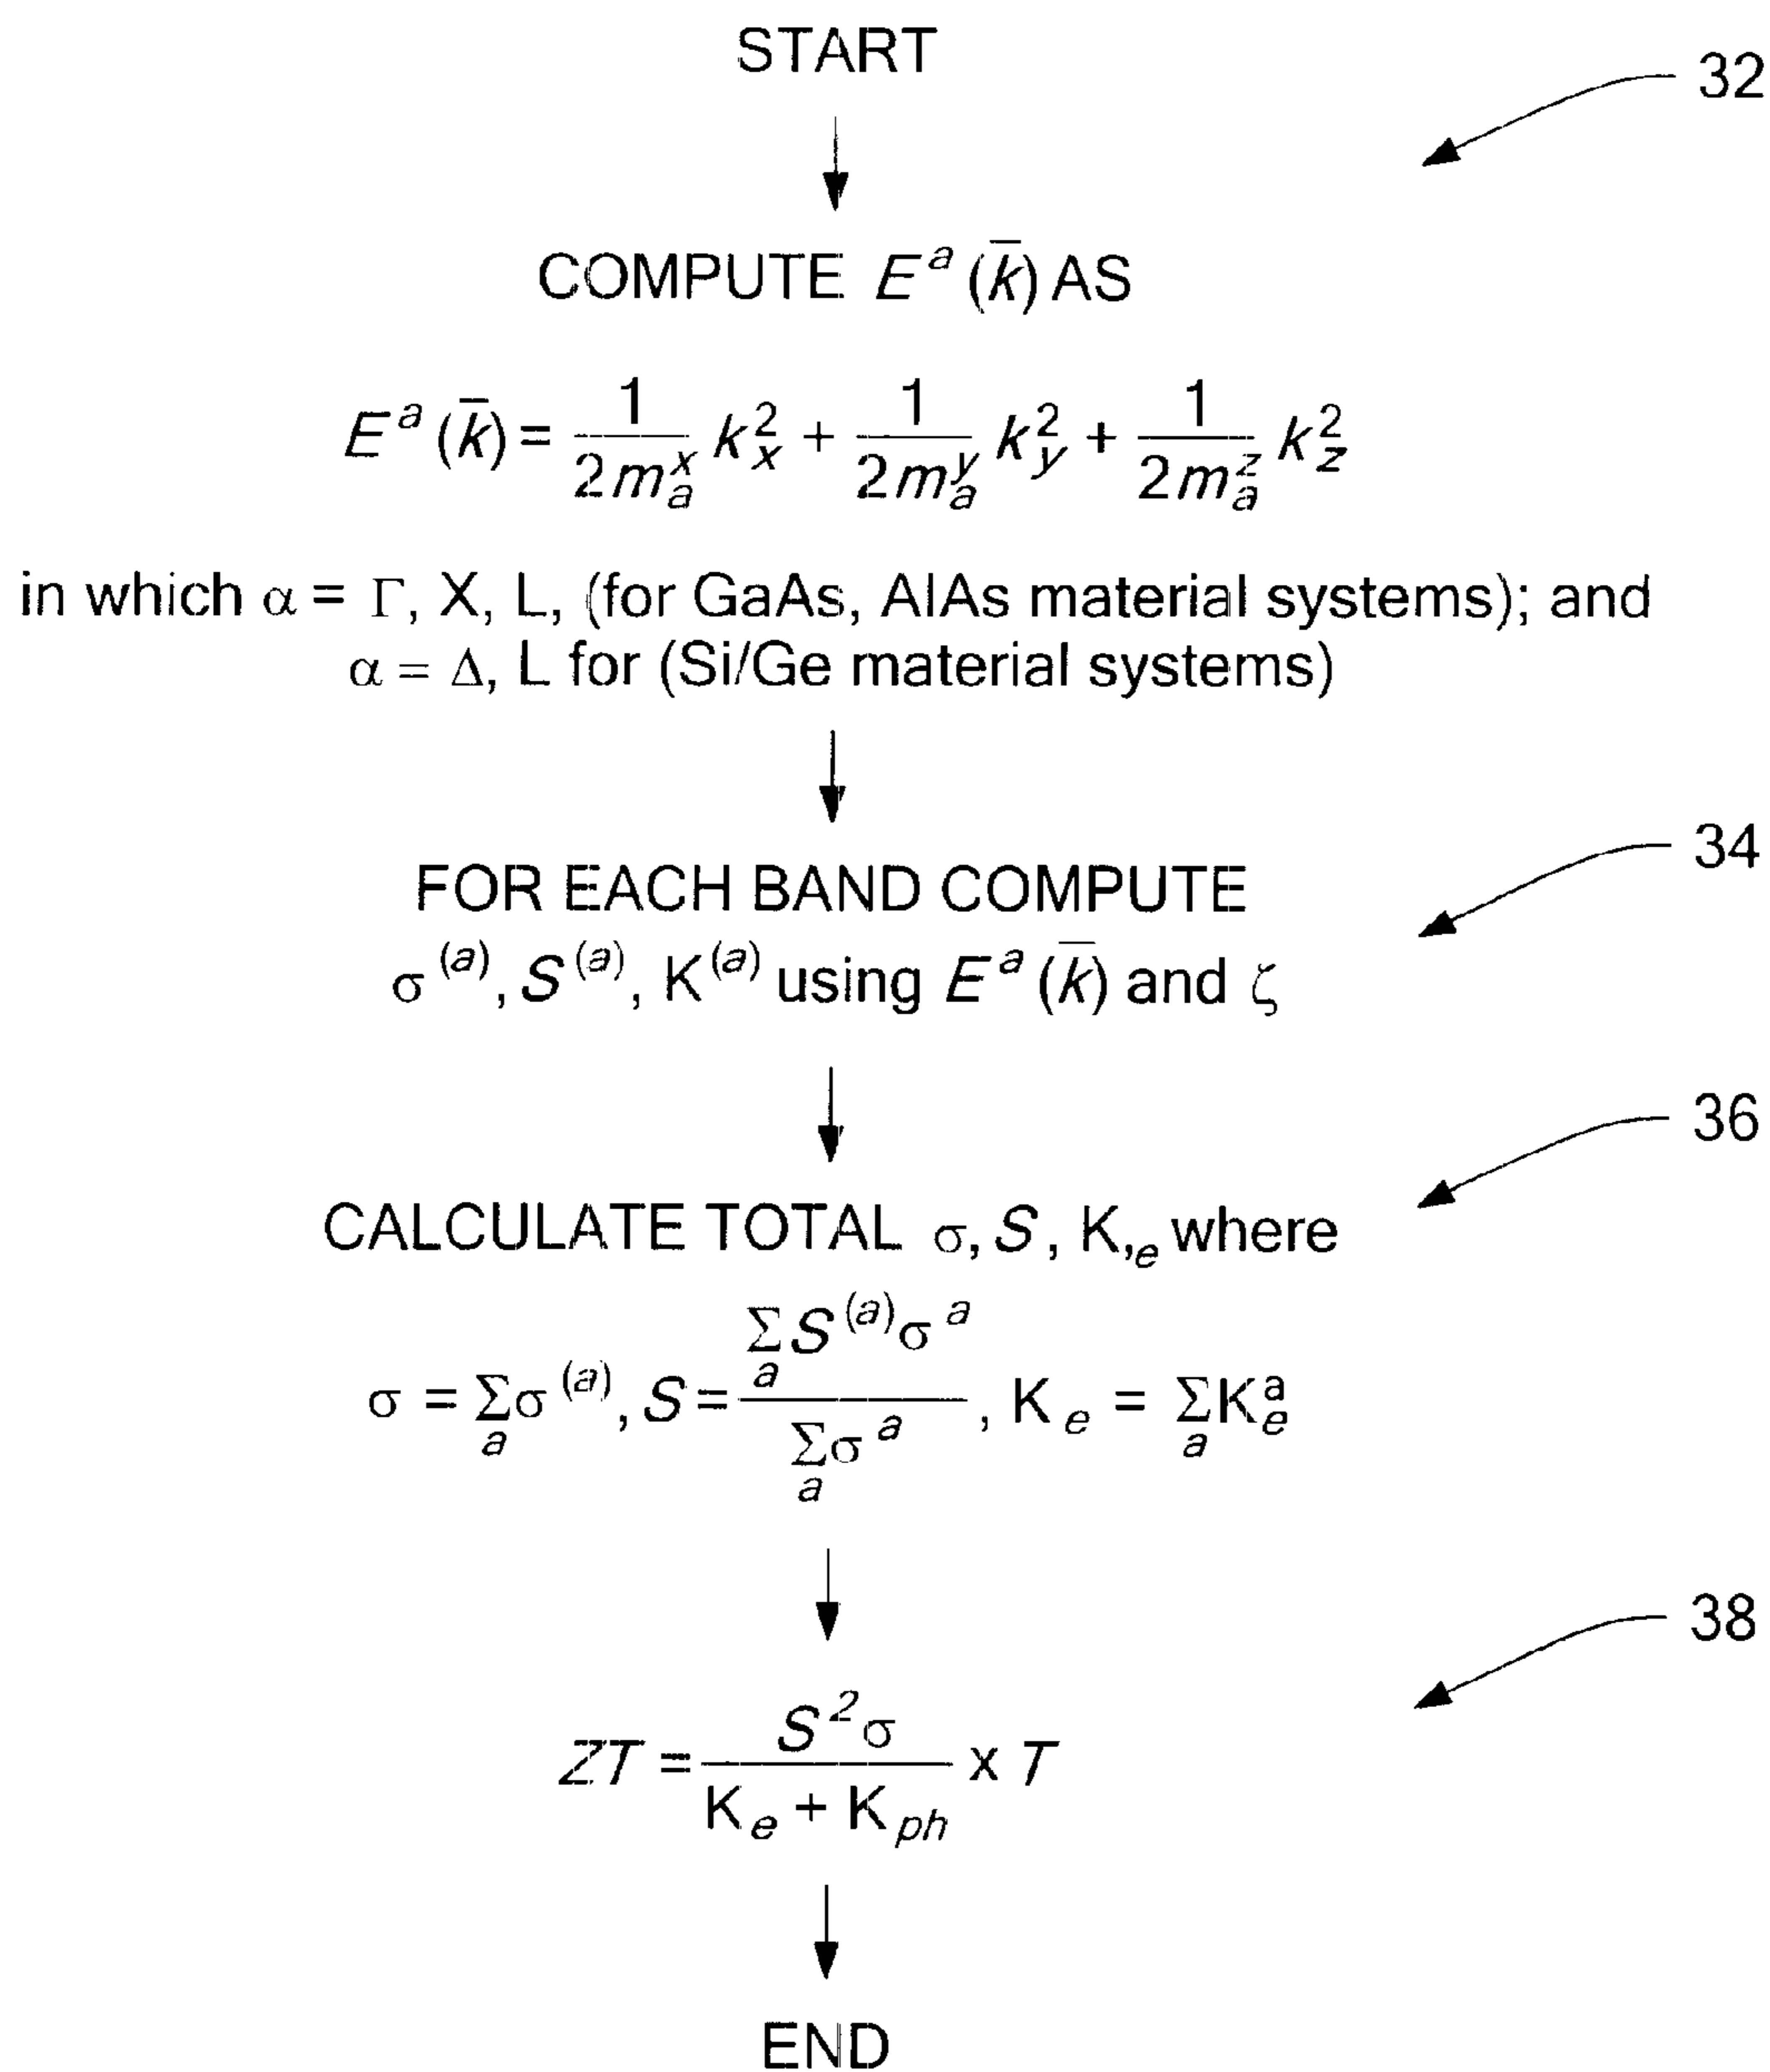 START
32
COMPUTE E^a (k̄) AS
E^a (k̄) = 1/(2m_a^x) k_x^2 + 1/(2m_a^y) k_y^2 + 1/(2m_a^z) k_z^2
in which α = Γ, X, L, (for GaAs, AlAs material systems); and
α = Δ, L for (Si/Ge material systems)
34
FOR EACH BAND COMPUTE
σ^(a), S^(a), K^(a) using E^a (k̄) and ζ
36
CALCULATE TOTAL σ, S, K,_e where
σ = Σ_a σ^(a), S = (Σ_a S^(a) σ^a)/(Σ_a σ^a), K_e = Σ_a K_e^a
38
ZT = (S^2 σ)/(K_e + K_ph) x T
END